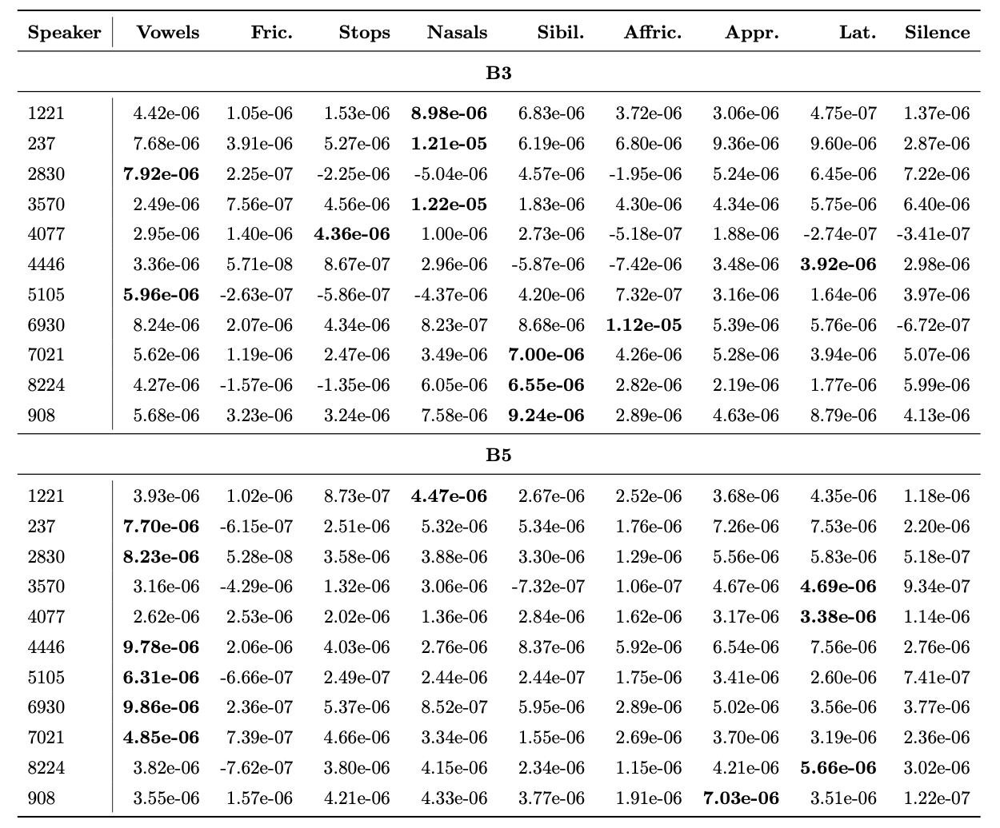 Speaker Vowels Fric. Stops Nasals Sibil. Affric. Appr. Lat. Silence
B3
1221 4.42e-06 1.05e-06 1.53e-06 8.98e-06 6.83e-06 3.72e-06 3.06e-06 4.75e-07 1.37e-06
237 7.68e-06 3.91e-06 5.27e-06 1.21e-05 6.19e-06 6.80e-06 9.36e-06 9.60e-06 2.87e-06
2830 7.92e-06 2.25e-07 -2.25e-06 -5.04e-06 4.57e-06 -1.95e-06 5.24e-06 6.45e-06 7.22e-06
3570 2.49e-06 7.56e-07 4.56e-06 1.22e-05 1.83e-06 4.30e-06 4.34e-06 5.75e-06 6.40e-06
4077 2.95e-06 1.40e-06 4.36e-06 1.00e-06 2.73e-06 -5.18e-07 1.88e-06 -2.74e-07 -3.41e-07
4446 3.36e-06 5.71e-08 8.67e-07 2.96e-06 -5.87e-06 -7.42e-06 3.48e-06 3.92e-06 2.98e-06
5105 5.96e-06 -2.63e-07 -5.86e-07 -4.37e-06 4.20e-06 7.32e-07 3.16e-06 1.64e-06 3.97e-06
6930 8.24e-06 2.07e-06 4.34e-06 8.23e-07 8.68e-06 1.12e-05 5.39e-06 5.76e-06 -6.72e-07
7021 5.62e-06 1.19e-06 2.47e-06 3.49e-06 7.00e-06 4.26e-06 5.28e-06 3.94e-06 5.07e-06
8224 4.27e-06 -1.57e-06 -1.35e-06 6.05e-06 6.55e-06 2.82e-06 2.19e-06 1.77e-06 5.99e-06
908 5.68e-06 3.23e-06 3.24e-06 7.58e-06 9.24e-06 2.89e-06 4.63e-06 8.79e-06 4.13e-06
B5
1221 3.93e-06 1.02e-06 8.73e-07 4.47e-06 2.67e-06 2.52e-06 3.68e-06 4.35e-06 1.18e-06
237 7.70e-06 -6.15e-07 2.51e-06 5.32e-06 5.34e-06 1.76e-06 7.26e-06 7.53e-06 2.20e-06
2830 8.23e-06 5.28e-08 3.58e-06 3.88e-06 3.30e-06 1.29e-06 5.56e-06 5.83e-06 5.18e-07
3570 3.16e-06 -4.29e-06 1.32e-06 3.06e-06 -7.32e-07 1.06e-07 4.67e-06 4.69e-06 9.34e-07
4077 2.62e-06 2.53e-06 2.02e-06 1.36e-06 2.84e-06 1.62e-06 3.17e-06 3.38e-06 1.14e-06
4446 9.78e-06 2.06e-06 4.03e-06 2.76e-06 8.37e-06 5.92e-06 6.54e-06 7.56e-06 2.76e-06
5105 6.31e-06 -6.66e-07 2.49e-07 2.44e-06 2.44e-07 1.75e-06 3.41e-06 2.60e-06 7.41e-07
6930 9.86e-06 2.36e-07 5.37e-06 8.52e-07 5.95e-06 2.89e-06 5.02e-06 3.56e-06 3.77e-06
7021 4.85e-06 7.39e-07 4.66e-06 3.34e-06 1.55e-06 2.69e-06 3.70e-06 3.19e-06 2.36e-06
8224 3.82e-06 -7.62e-07 3.80e-06 4.15e-06 2.34e-06 1.15e-06 4.21e-06 5.66e-06 3.02e-06
908 3.55e-06 1.57e-06 4.21e-06 4.33e-06 3.77e-06 1.91e-06 7.03e-06 3.51e-06 1.22e-07